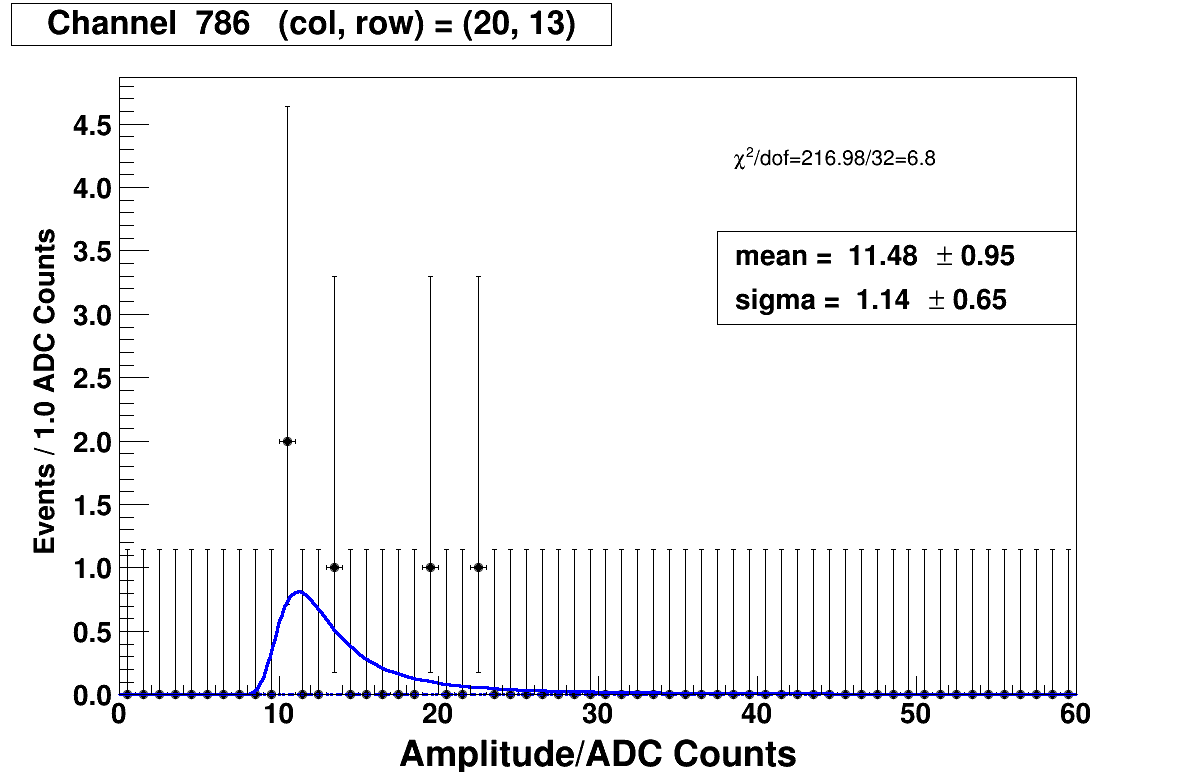 Channel 786 (col, row) = (20, 13)
χ²/dof=216.98/32=6.8
mean = 11.48 ± 0.95
sigma = 1.14 ± 0.65
Events / 1.0 ADC Counts
4.5
4.0
3.5
3.0
2.5
2.0
1.5
1.0
0.5
0.0
0 10 20 30 40 50 60
Amplitude/ADC Counts